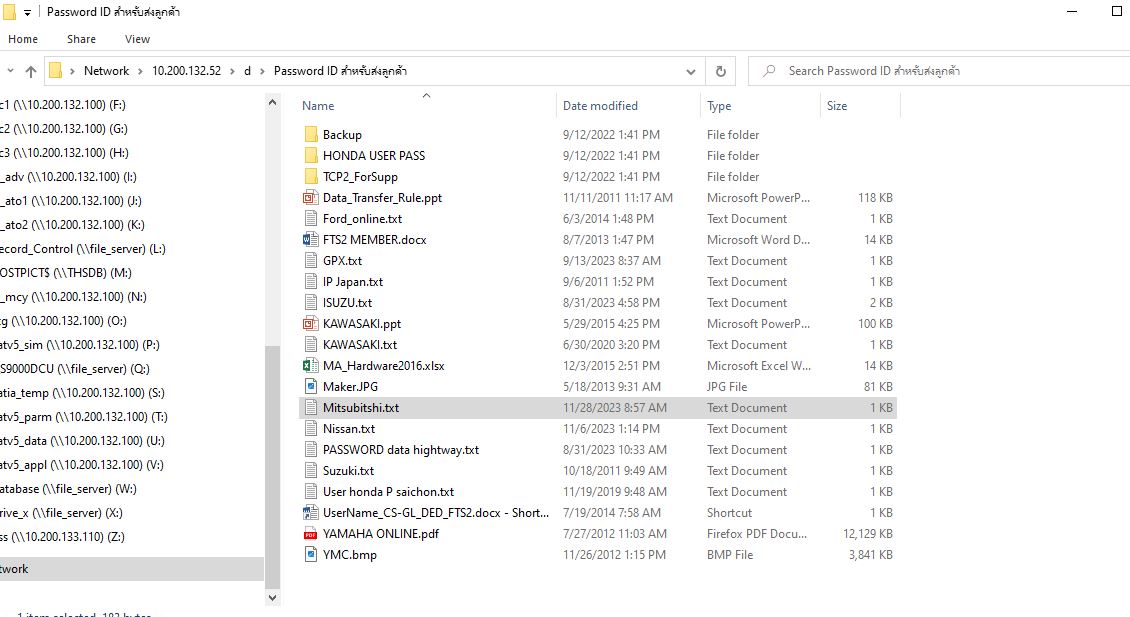 Password ID สำหรับส่งลูกค้า
Home Share View
Network 10.200.132.52 d Password ID สำหรับส่งลูกค้า
Search Password ID สำหรับส่งลูกค้า
c1 (\\10.200.132.100) (F:)
c2 (\\10.200.132.100) (G:)
c3 (\\10.200.132.100) (H:)
_adv (\\10.200.132.100) (I:)
_ato1 (\\10.200.132.100) (J:)
_ato2 (\\10.200.132.100) (K:)
ecord_Control (\\file_server) (L:)
OSTPICT$ (\\THSDB) (M:)
_mcy (\\10.200.132.100) (N:)
g (\\10.200.132.100) (O:)
atv5_sim (\\10.200.132.100) (P:)
S9000DCU (\\file_server) (Q:)
atia_temp (\\10.200.132.100) (S:)
atv5_parm (\\10.200.132.100) (T:)
atv5_data (\\10.200.132.100) (U:)
atv5_appl (\\10.200.132.100) (V:)
atabase (\\file_server) (W:)
rive_x (\\file_server) (X:)
ss (\\10.200.133.110) (Z:)
twork
Name Date modified Type Size
Backup 9/12/2022 1:41 PM File folder
HONDA USER PASS 9/12/2022 1:41 PM File folder
TCP2_ForSupp 9/12/2022 1:41 PM File folder
Data_Transfer_Rule.ppt 11/11/2011 11:17 AM Microsoft PowerP... 118 KB
Ford_online.txt 6/3/2014 1:48 PM Text Document 1 KB
FTS2 MEMBER.docx 8/7/2013 1:47 PM Microsoft Word D... 14 KB
GPX.txt 9/13/2023 8:37 AM Text Document 1 KB
IP Japan.txt 9/6/2011 1:52 PM Text Document 1 KB
ISUZU.txt 8/31/2023 4:58 PM Text Document 2 KB
KAWASAKI.ppt 5/29/2015 4:25 PM Microsoft PowerP... 100 KB
KAWASAKI.txt 6/30/2020 3:20 PM Text Document 1 KB
MA_Hardware2016.xlsx 12/3/2015 2:51 PM Microsoft Excel W... 14 KB
Maker.JPG 5/18/2013 9:31 AM JPG File 81 KB
Mitsubitshi.txt 11/28/2023 8:57 AM Text Document 1 KB
Nissan.txt 11/6/2023 1:14 PM Text Document 1 KB
PASSWORD data hightway.txt 8/31/2023 10:33 AM Text Document 1 KB
Suzuki.txt 10/18/2011 9:49 AM Text Document 1 KB
User honda P saichon.txt 11/19/2019 9:48 AM Text Document 1 KB
UserName_CS-GL_DED_FTS2.docx - Short... 7/19/2014 7:58 AM Shortcut 1 KB
YAMAHA ONLINE.pdf 7/27/2012 11:03 AM Firefox PDF Docu... 12,129 KB
YMC.bmp 11/26/2012 1:15 PM BMP File 3,841 KB
1 item selected 182 bytes